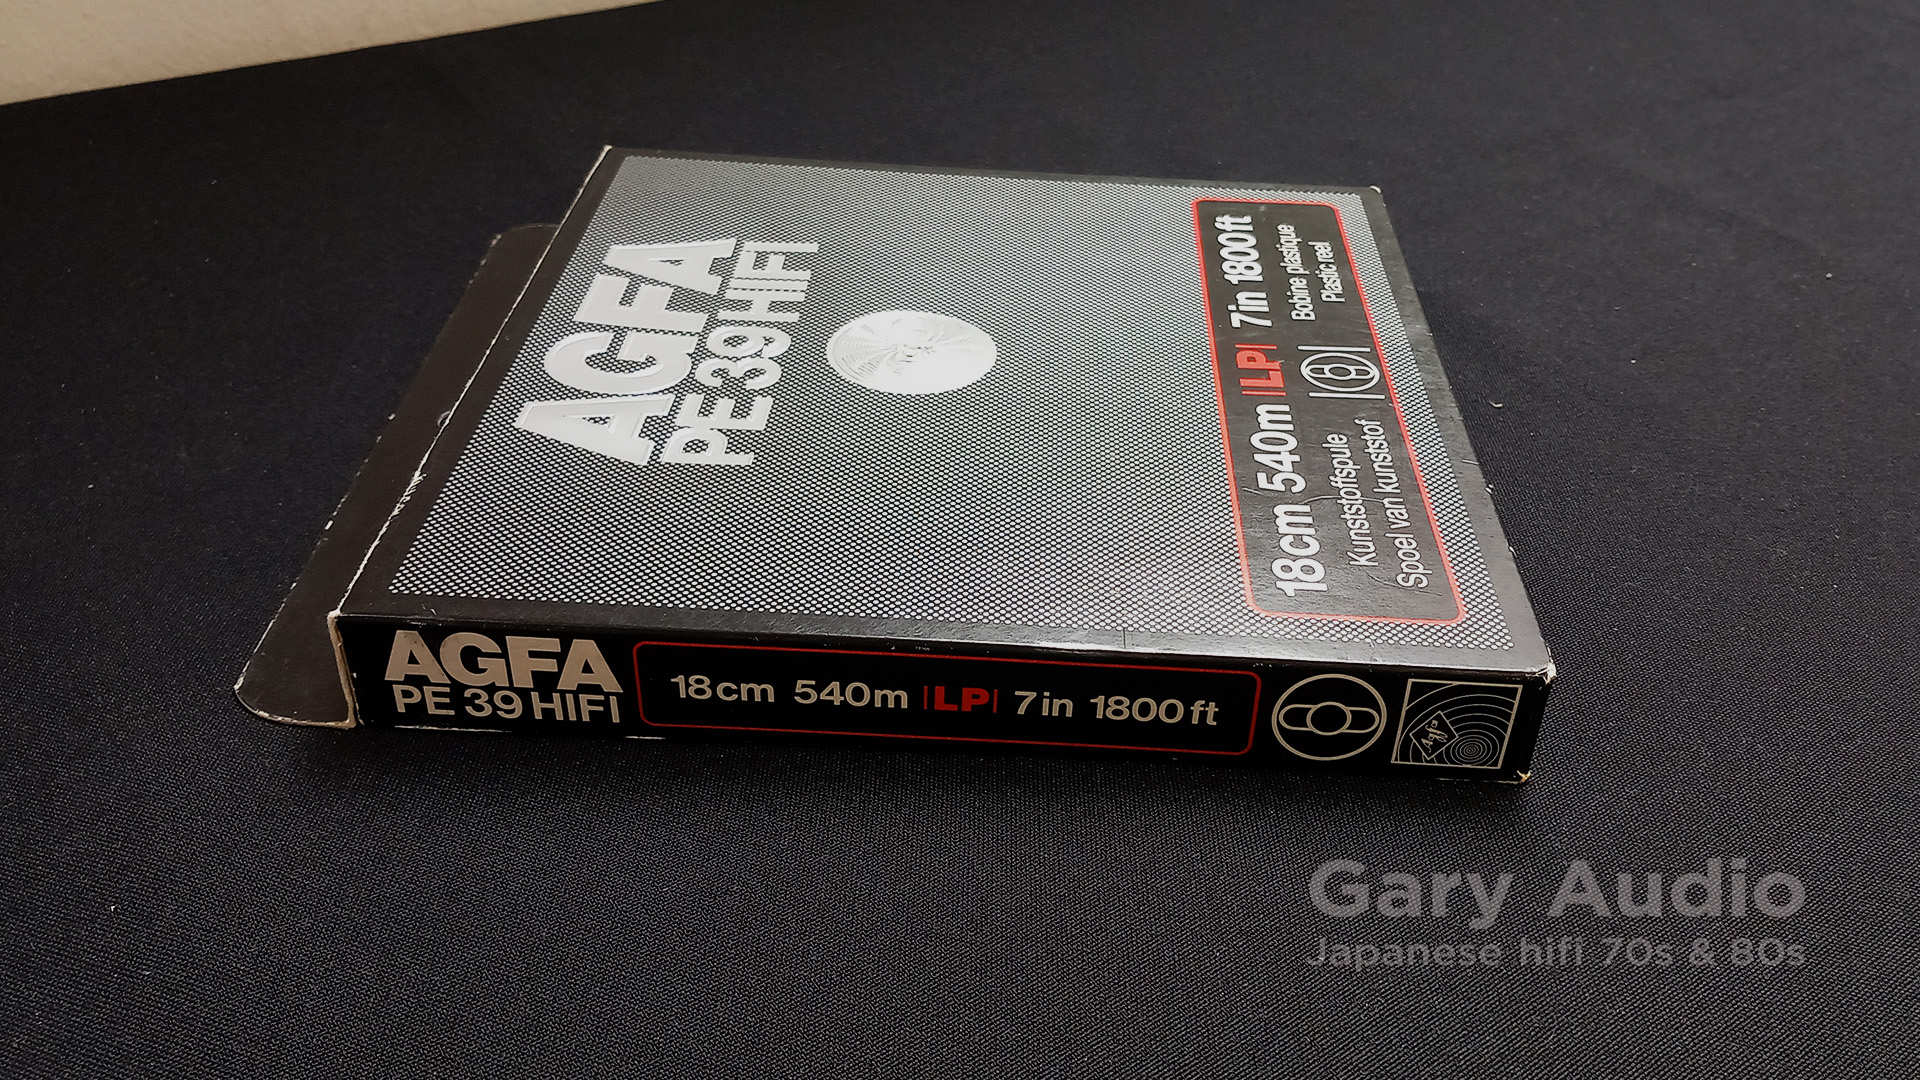 AGFA
PE 39 HIFI
18cm 540m |LP| 7in 1800ft
Kunststoffspule
Bobine plastique
Spoel van kunststof
Plastic reel
AGFA
PE 39 HIFI
18cm 540m |LP| 7in 1800ft
Agfa
Gary Audio
Japanese hifi 70s & 80s